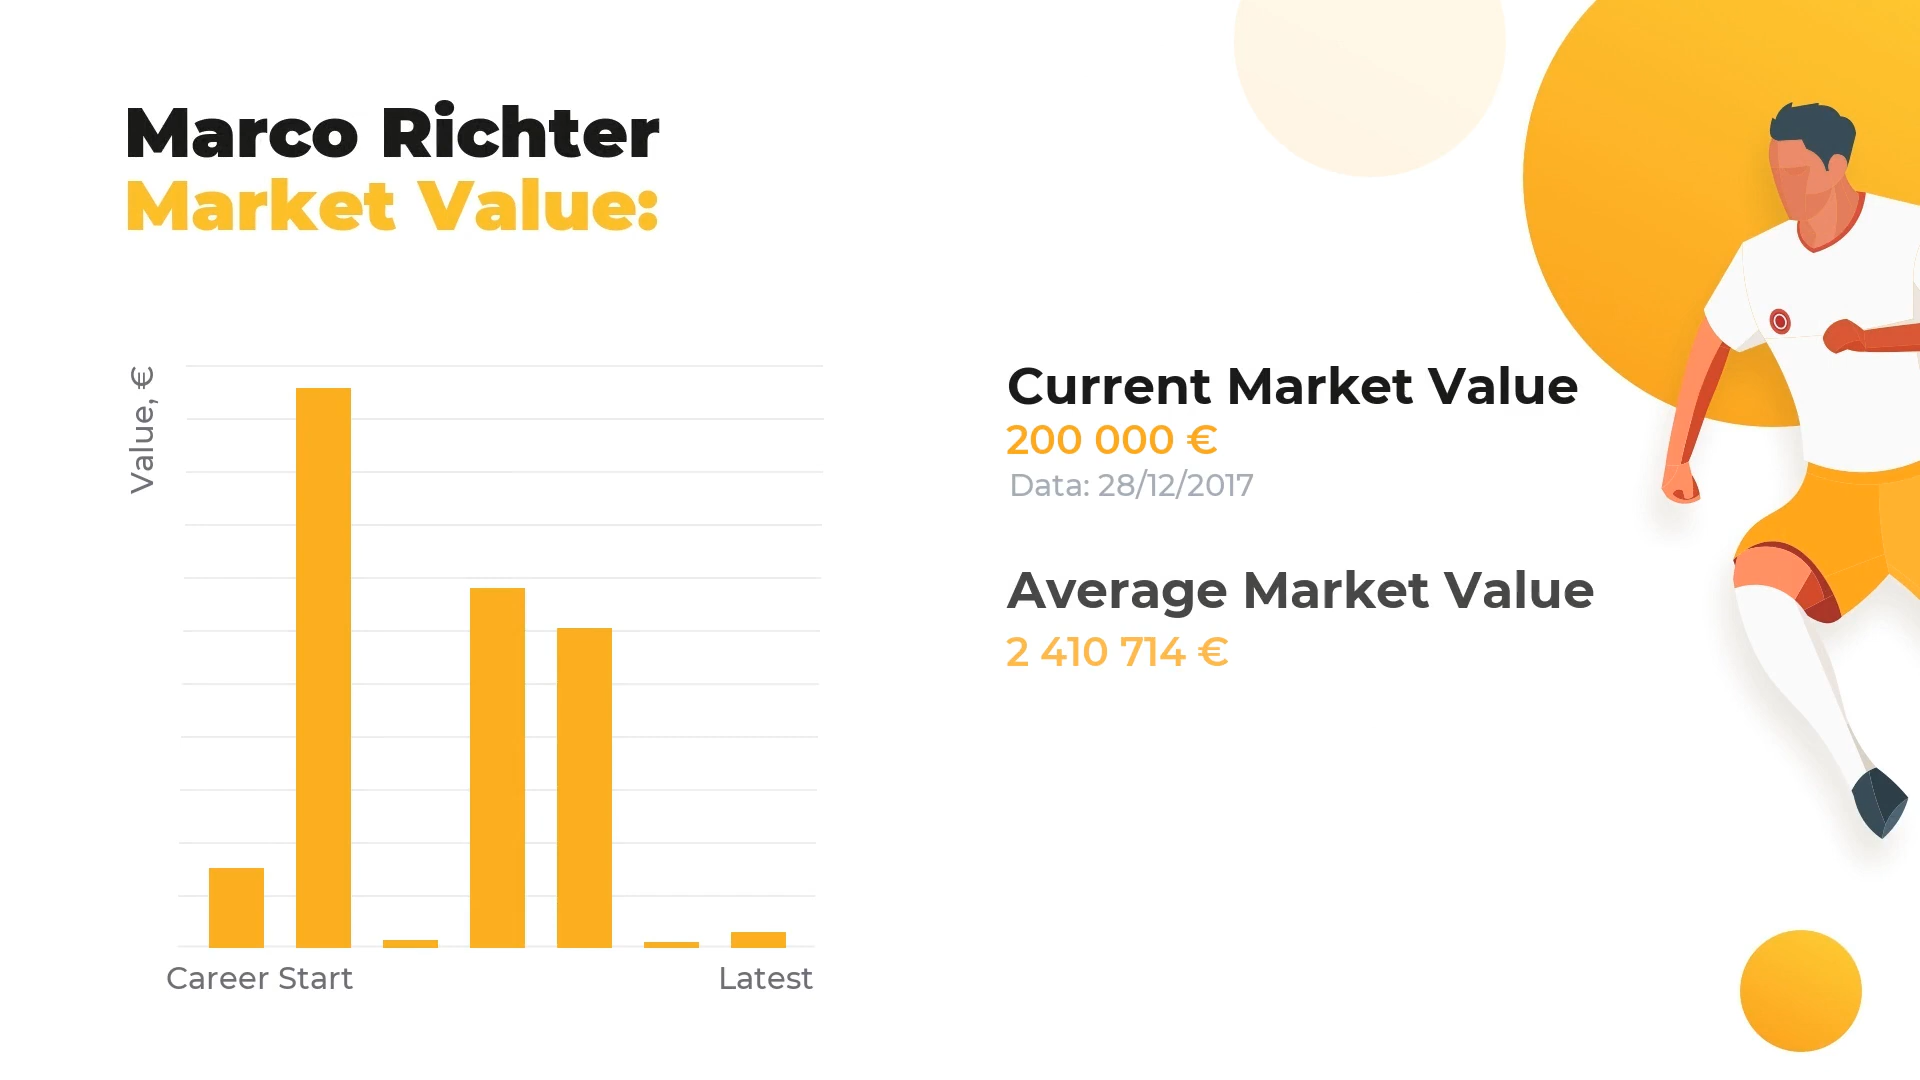 Marco Richter
Market Value:
Value, €
Career Start
Latest
Current Market Value
200 000 €
Data: 28/12/2017
Average Market Value
2 410 714 €